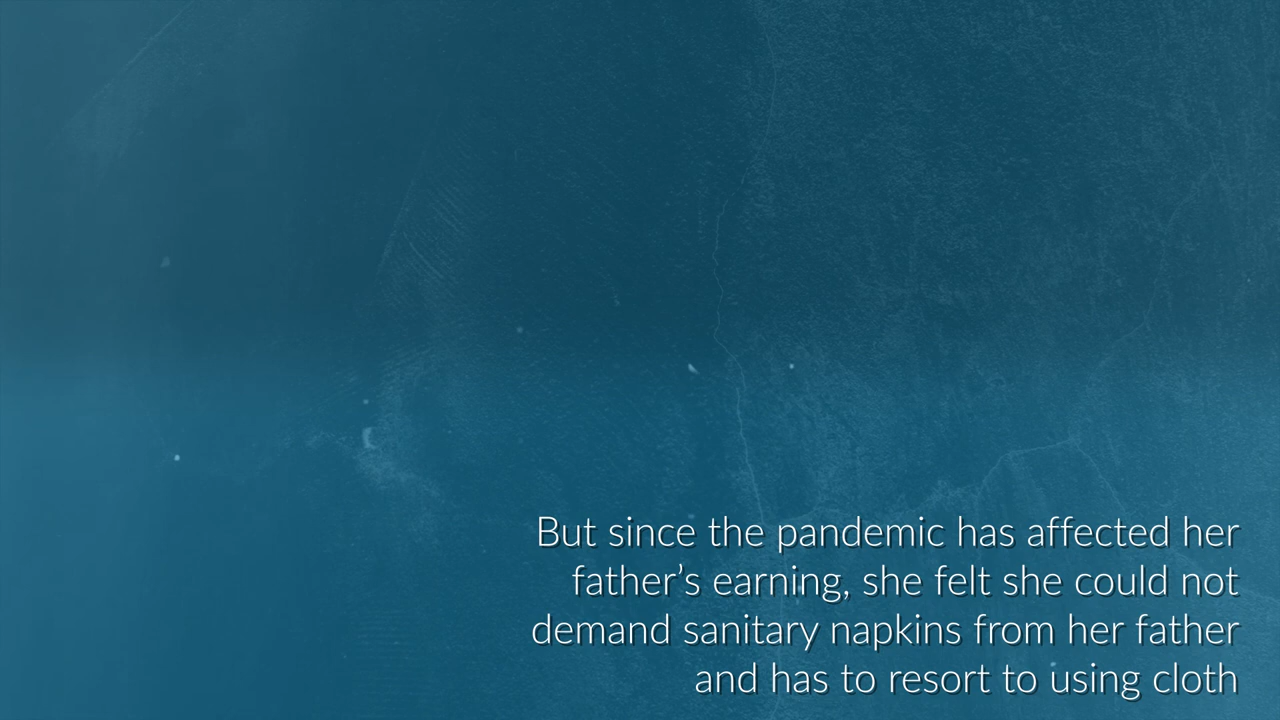 But since the pandemic has affected her
father’s earning, she felt she could not
demand sanitary napkins from her father
and has to resort to using cloth